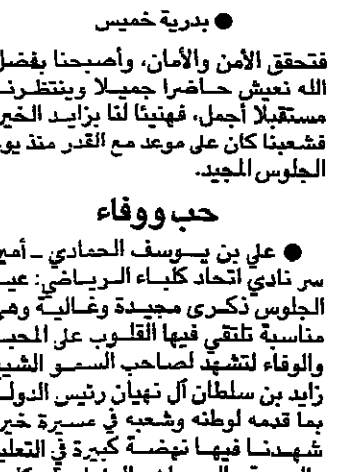 ● بدرية خميس
فتحقق الأمن والأمان، وأصبحنا بفضل
الله نعيش حاضرا جميلا وينتظرنا
مستقبلا أجمل، فهنيئا لنا بزايد الخير
فشعبنا كان على موعد مع القدر منذ يوم
الجلوس المجيد.
حب ووفاء
● علي بن يوسف الحمادي ـ أمين
سر نادي اتحاد كلباء الرياضي: عيد
الجلوس ذكرى مجيدة وغالية وهي
مناسبة تلتقي فيها القلوب على المحبة
والوفاء لتشهد لصاحب السمو الشيخ
زايد بن سلطان آل نهيان رئيس الدولة
بما قدمه لوطنه وشعبه في مسيرة خيرة
شهدنا فيها نهضة كبيرة في التعليم